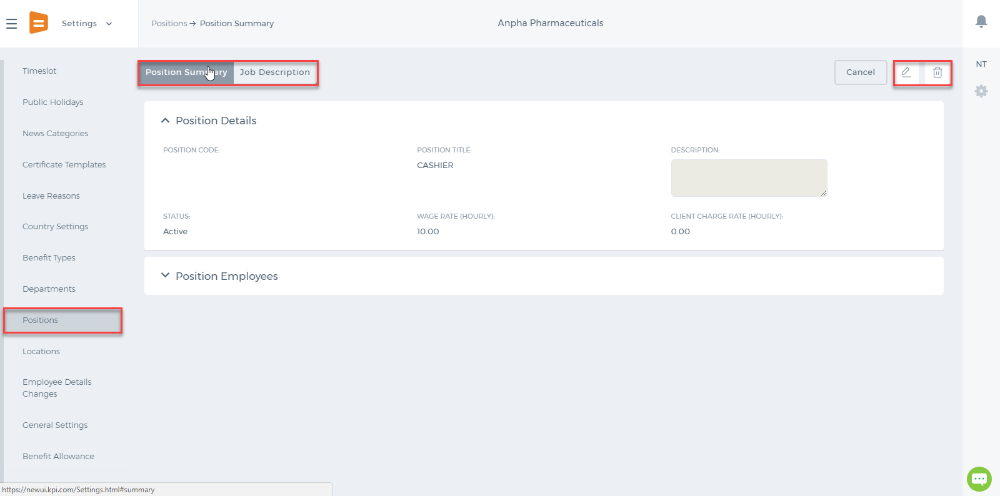 Settings
Positions → Position Summary
Anpha Pharmaceuticals
NT
Timeslot
Public Holidays
News Categories
Certificate Templates
Leave Reasons
Country Settings
Benefit Types
Departments
Positions
Locations
Employee Details
Changes
General Settings
Benefit Allowance
Position Summary
Job Description
Cancel
Position Details
POSITION CODE:
POSITION TITLE:
DESCRIPTION:
CASHIER
STATUS:
WAGE RATE (HOURLY):
CLIENT CHARGE RATE (HOURLY):
Active
10.00
0.00
Position Employees
https://newui.kpi.com/Settings.html#summary